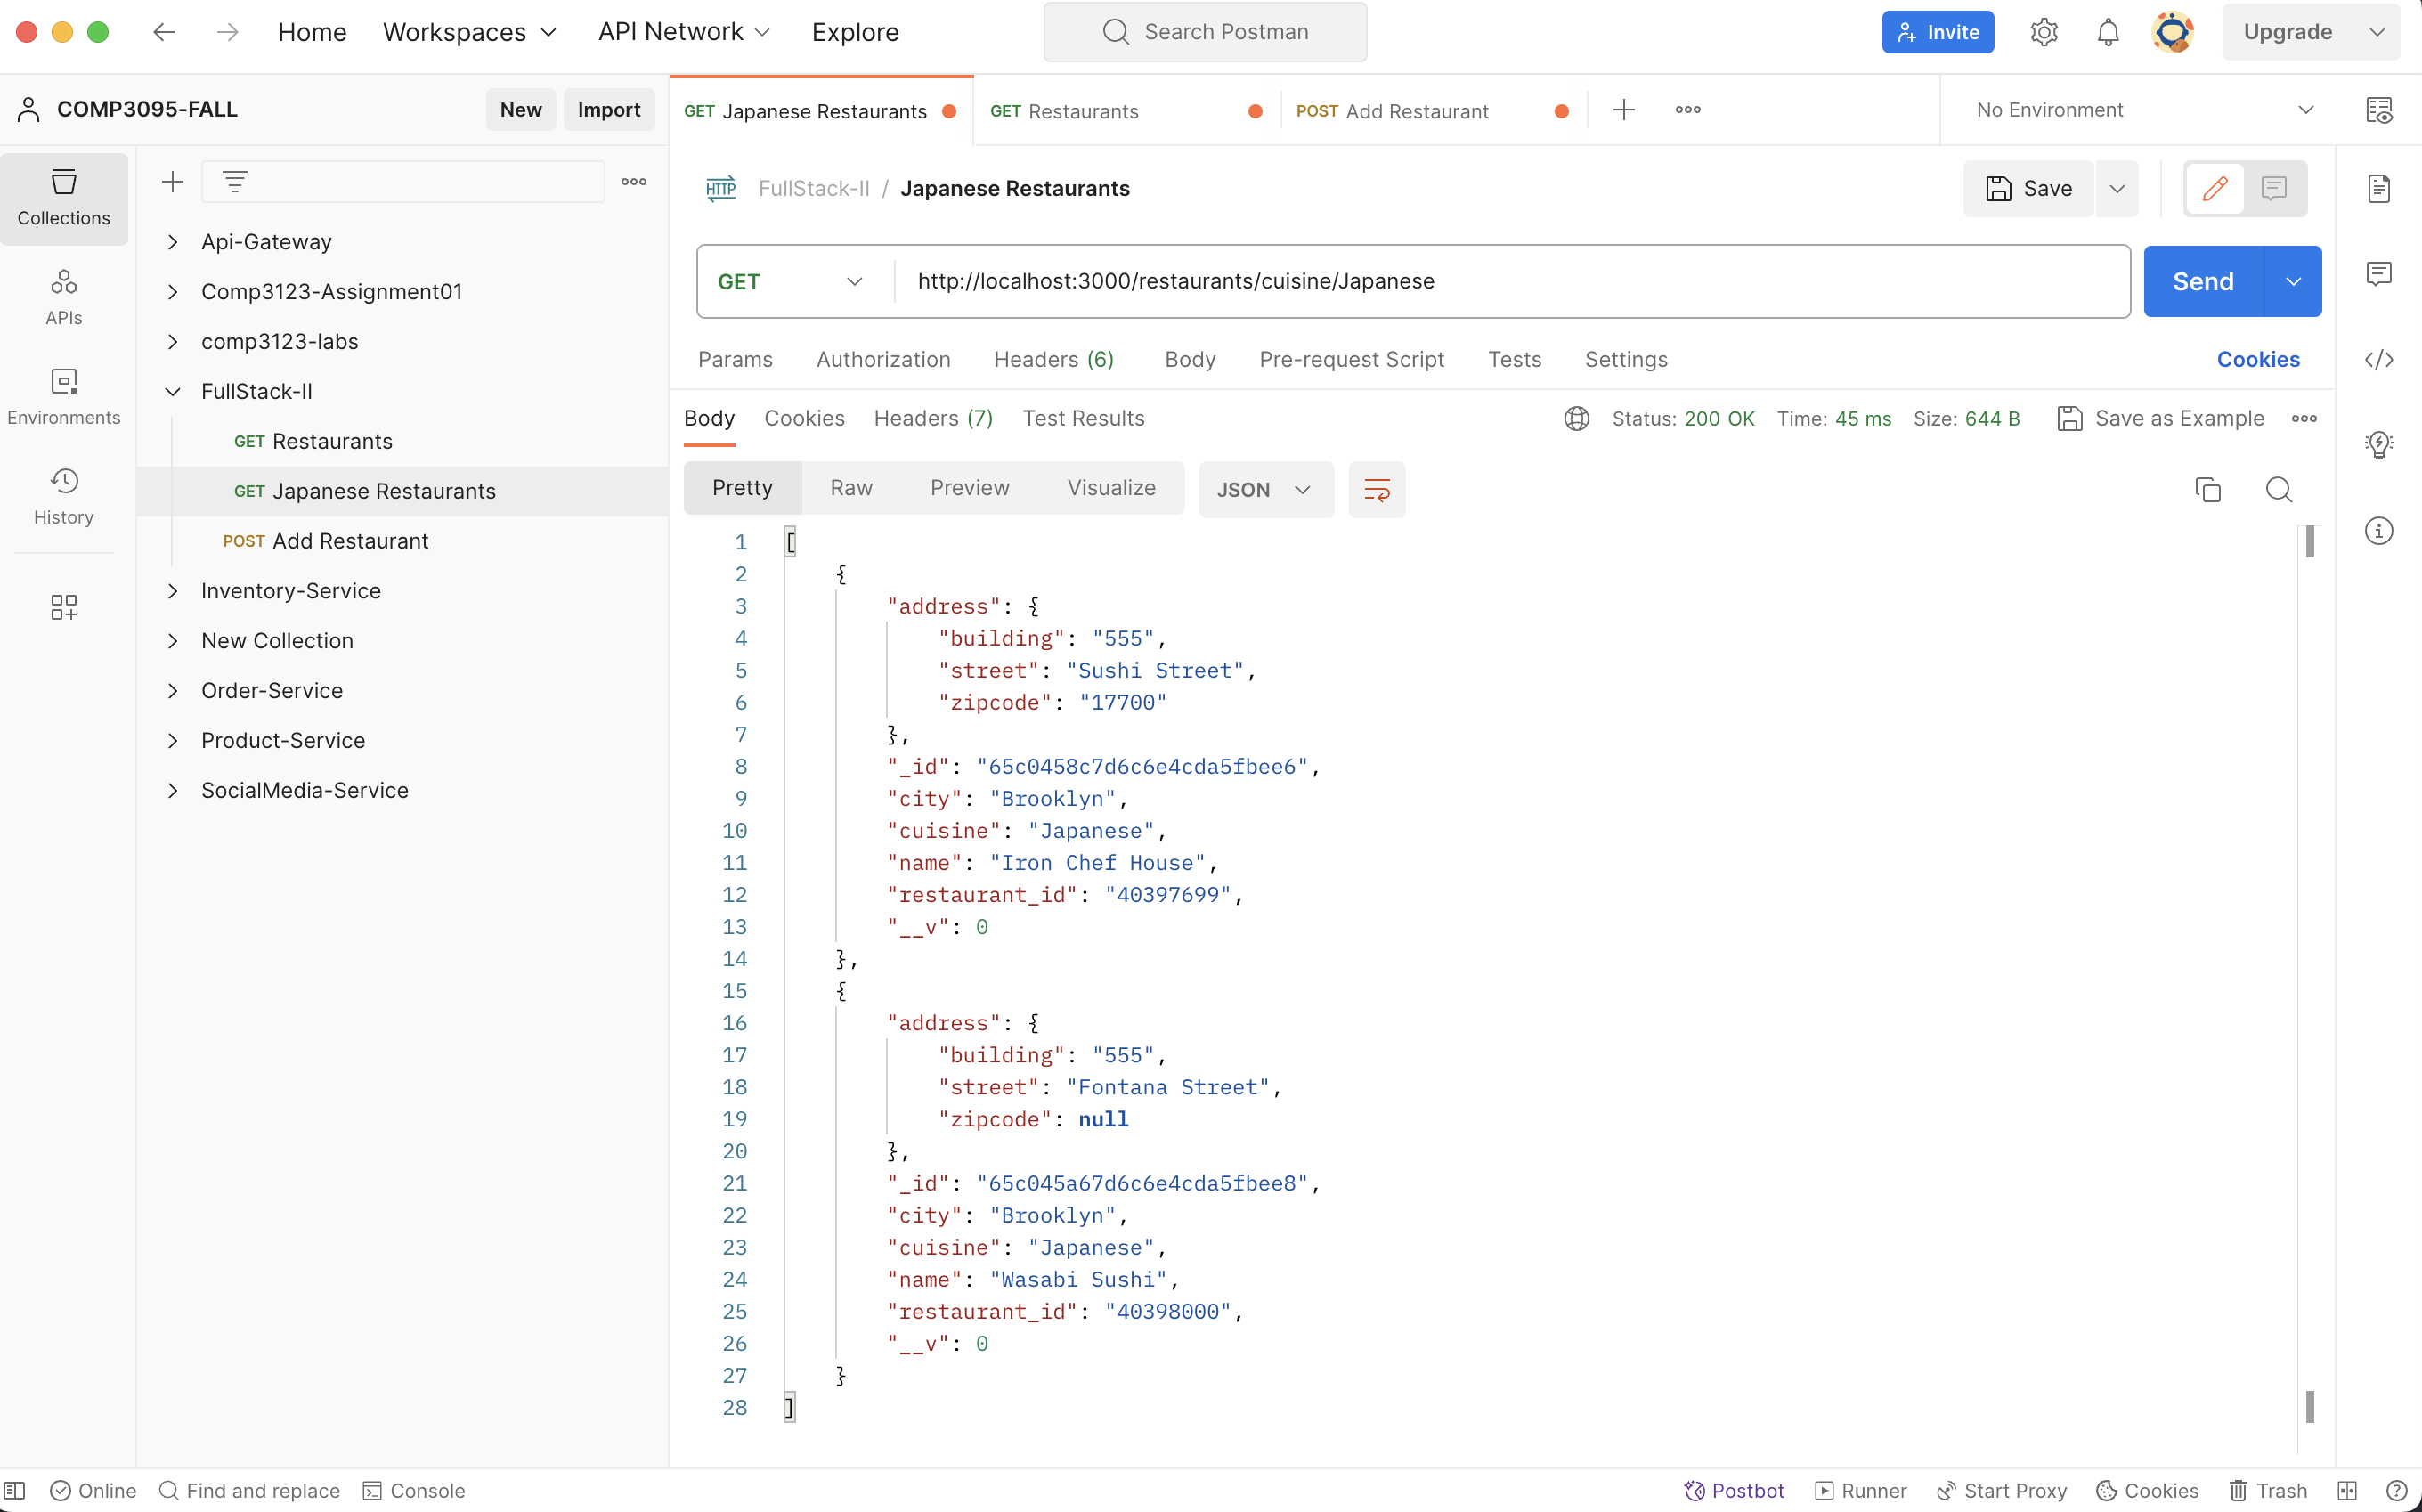 Home Workspaces API Network Explore Search Postman Invite Upgrade
COMP3095-FALL New Import
GET Japanese Restaurants GET Restaurants POST Add Restaurant No Environment
Collections
APIs
Environments
History
Api-Gateway
Comp3123-Assignment01
comp3123-labs
FullStack-II
GET Restaurants
GET Japanese Restaurants
POST Add Restaurant
Inventory-Service
New Collection
Order-Service
Product-Service
SocialMedia-Service
HTTP FullStack-II / Japanese Restaurants Save
GET http://localhost:3000/restaurants/cuisine/Japanese Send
Params Authorization Headers (6) Body Pre-request Script Tests Settings Cookies
Body Cookies Headers (7) Test Results Status: 200 OK Time: 45 ms Size: 644 B Save as Example
Pretty Raw Preview Visualize JSON
1 [
2 {
3 "address": {
4 "building": "555",
5 "street": "Sushi Street",
6 "zipcode": "17700"
7 },
8 "_id": "65c0458c7d6c6e4cda5fbee6",
9 "city": "Brooklyn",
10 "cuisine": "Japanese",
11 "name": "Iron Chef House",
12 "restaurant_id": "40397699",
13 "__v": 0
14 },
15 {
16 "address": {
17 "building": "555",
18 "street": "Fontana Street",
19 "zipcode": null
20 },
21 "_id": "65c045a67d6c6e4cda5fbee8",
22 "city": "Brooklyn",
23 "cuisine": "Japanese",
24 "name": "Wasabi Sushi",
25 "restaurant_id": "40398000",
26 "__v": 0
27 }
28 ]
Online Find and replace Console Postbot Runner Start Proxy Cookies Trash